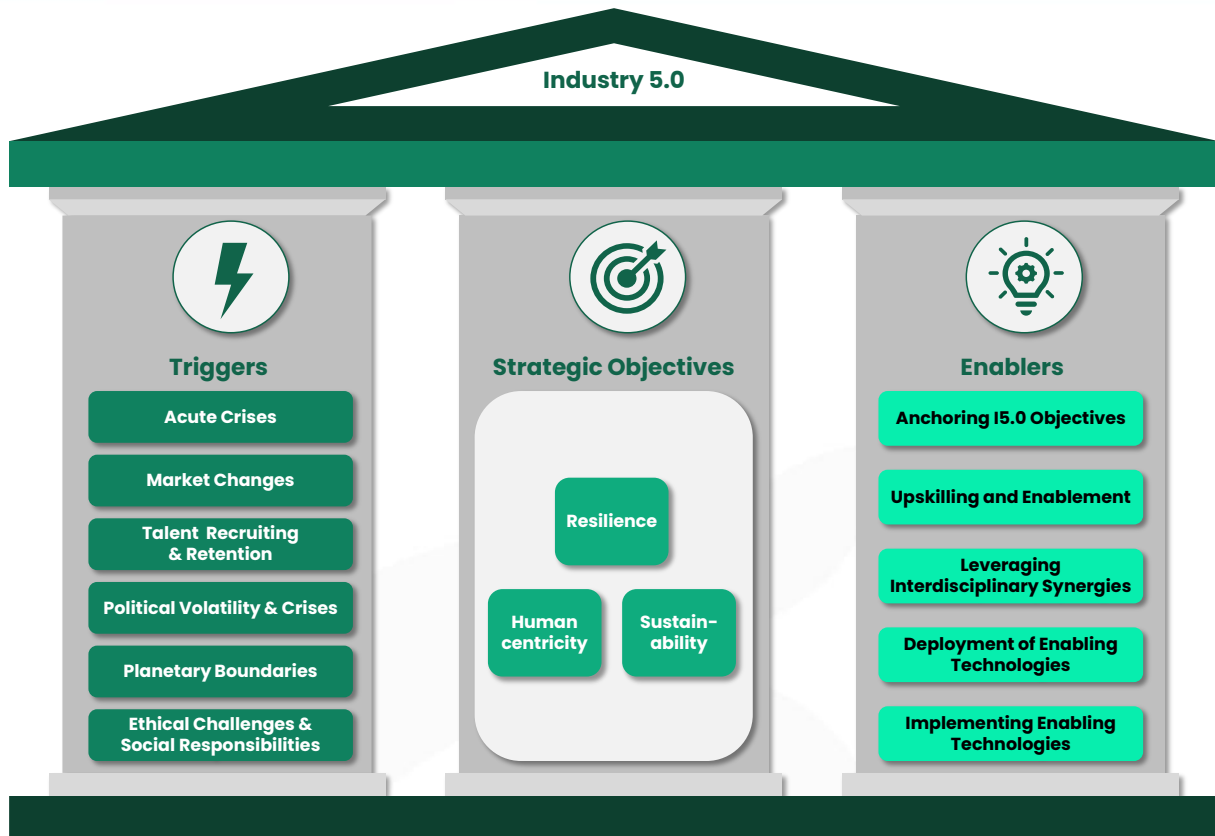 Industry 5.0
Triggers
Acute Crises
Market Changes
Talent Recruiting
& Retention
Political Volatility & Crises
Planetary Boundaries
Ethical Challenges &
Social Responsibilities
Strategic Objectives
Resilience
Human
centricity
Sustain-
ability
Enablers
Anchoring I5.0 Objectives
Upskilling and Enablement
Leveraging
Interdisciplinary Synergies
Deployment of Enabling
Technologies
Implementing Enabling
Technologies